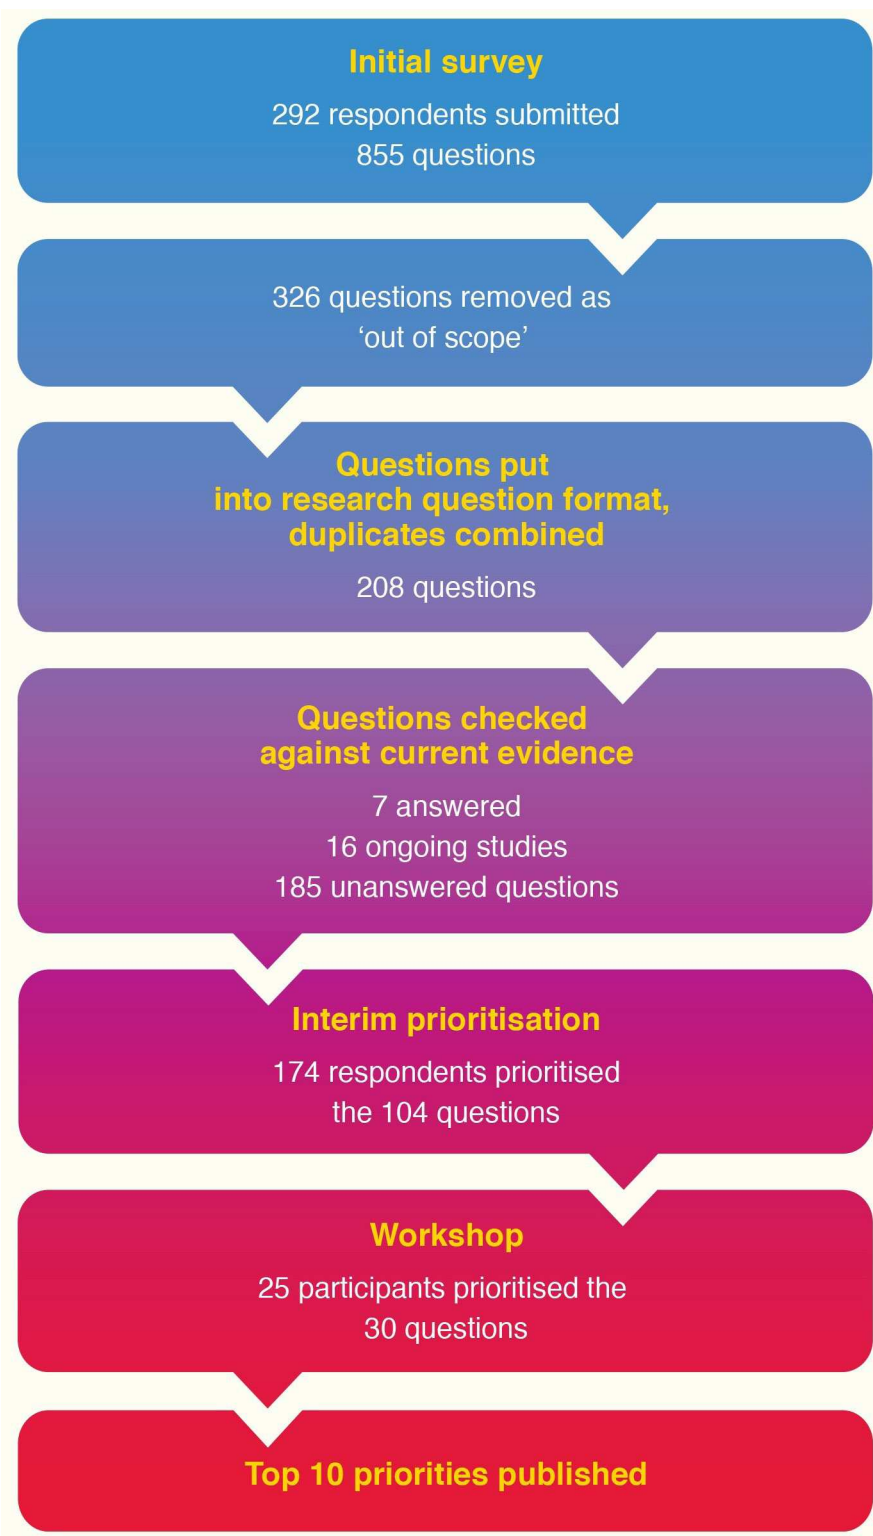 Initial survey
292 respondents submitted
855 questions
326 questions removed as
‘out of scope’
Questions put
into research question format,
duplicates combined
208 questions
Questions checked
against current evidence
7 answered
16 ongoing studies
185 unanswered questions
Interim prioritisation
174 respondents prioritised
the 104 questions
Workshop
25 participants prioritised the
30 questions
Top 10 priorities published